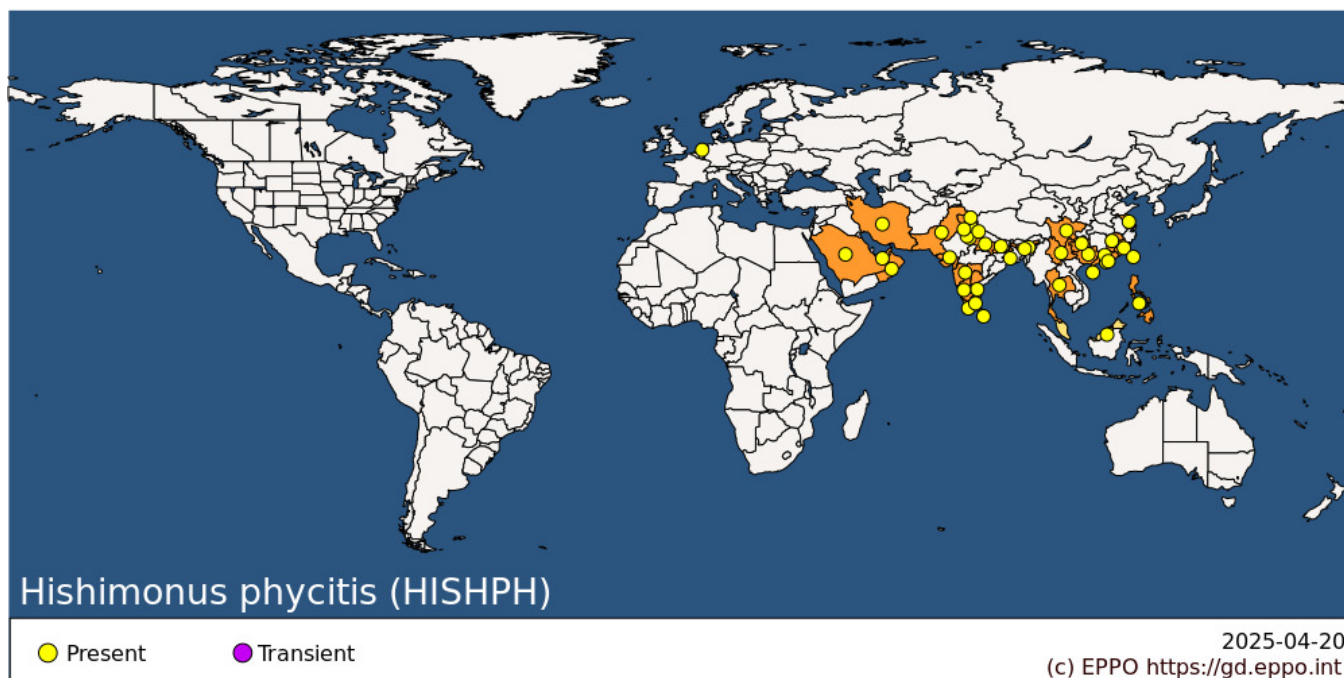 Hishimonus phycitis (HISHPH)
Present
Transient
2025-04-20
(c) EPPO https://gd.eppo.int